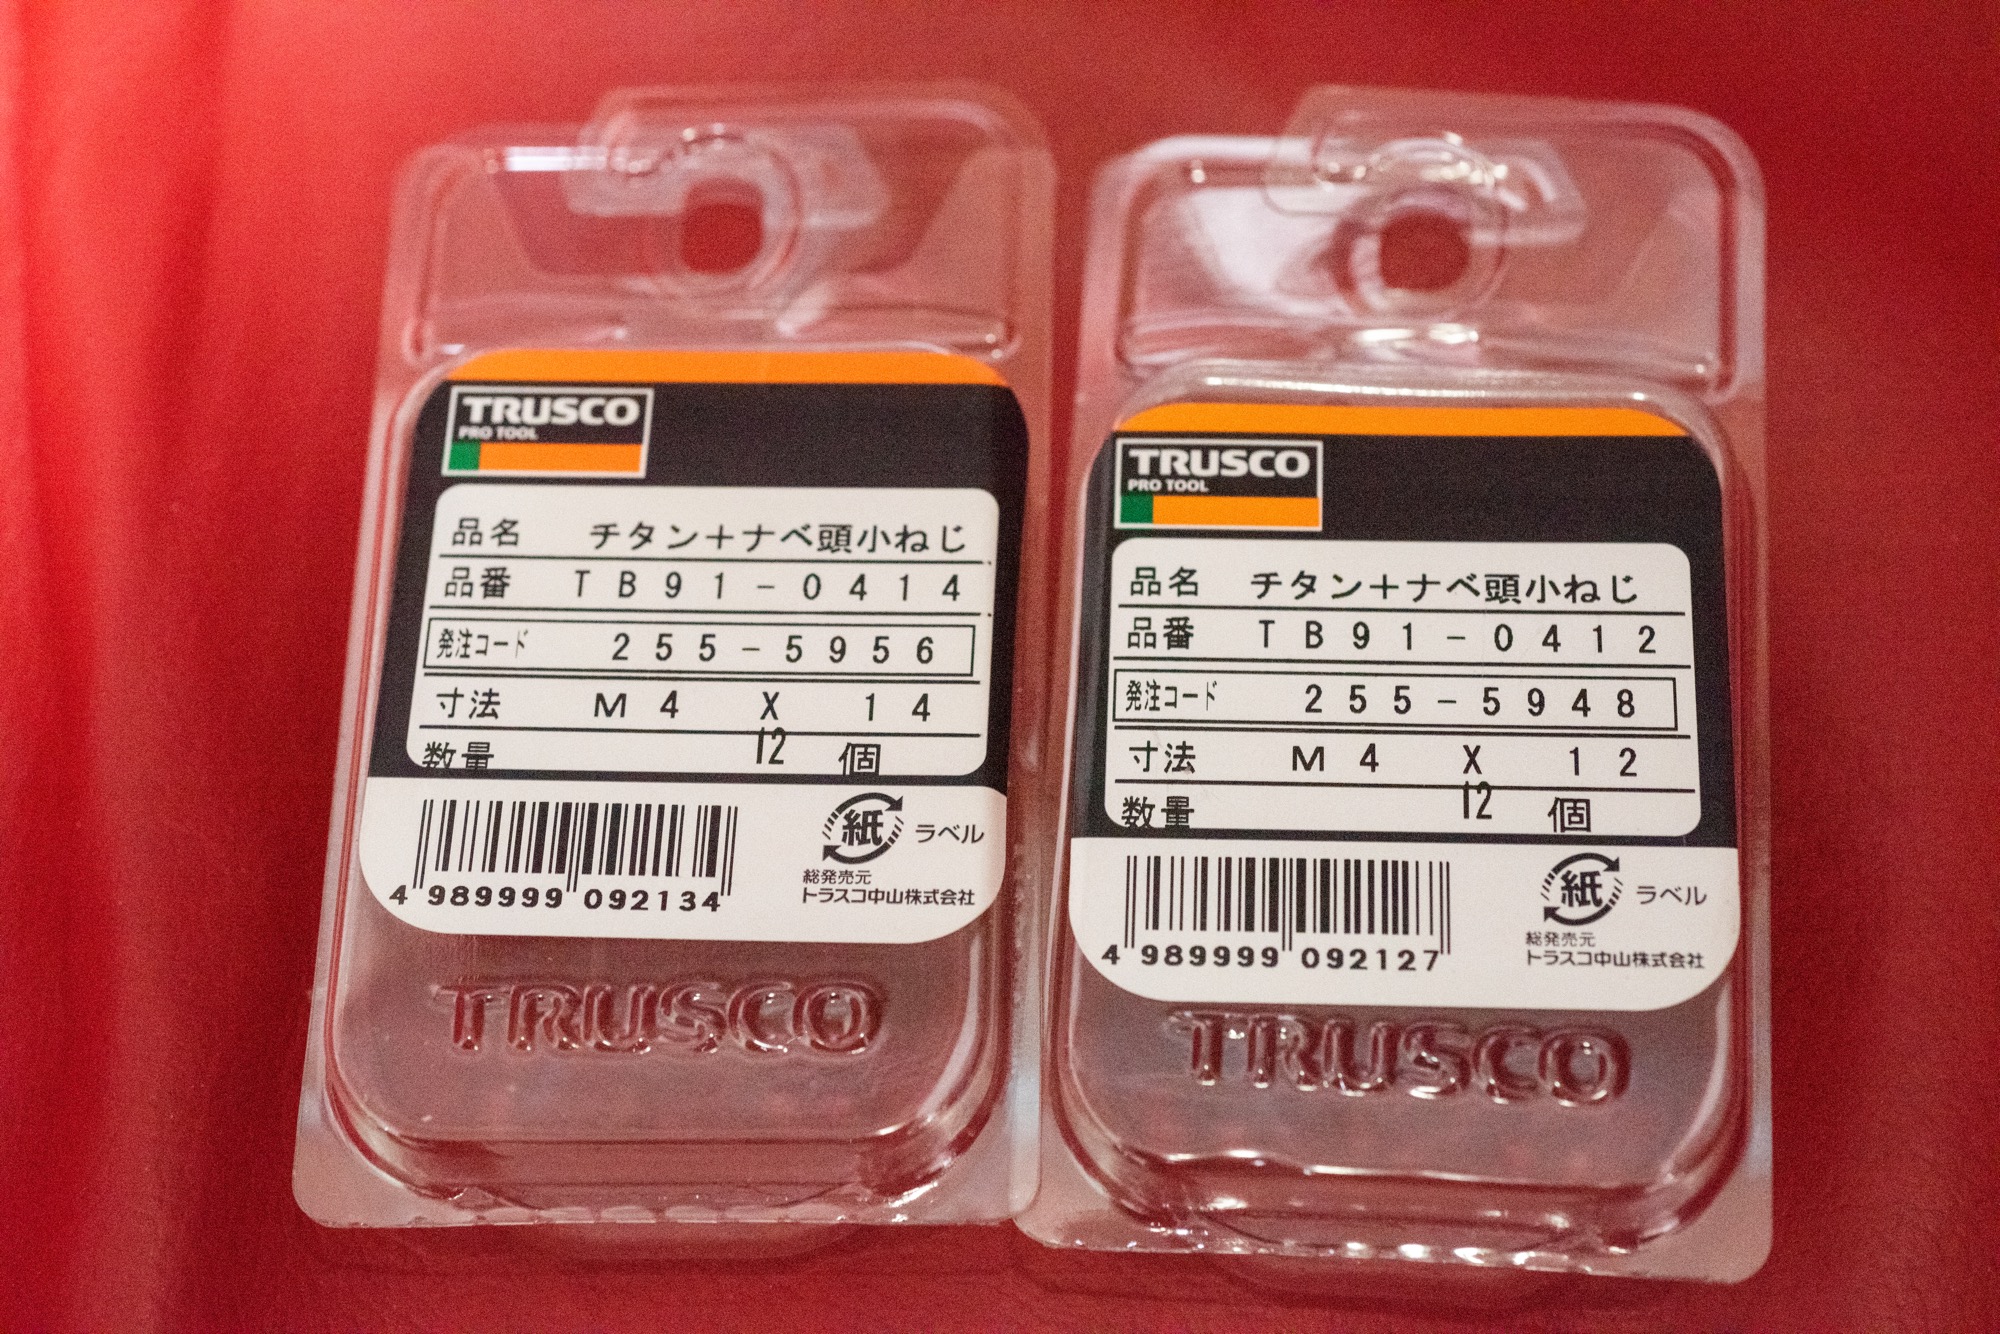 TRUSCO
PRO TOOL
品名 チタン＋ナベ頭小ねじ
品番 TB91-0414
発注コード 255-5956
寸法 M4 X 14
数量 12 個
紙 ラベル
総発売元
トラスコ中山株式会社
4 989999 092134
TRUSCO
TRUSCO
PRO TOOL
品名 チタン＋ナベ頭小ねじ
品番 TB91-0412
発注コード 255-5948
寸法 M4 X 12
数量 12 個
紙 ラベル
総発売元
トラスコ中山株式会社
4 989999 092127
TRUSCO